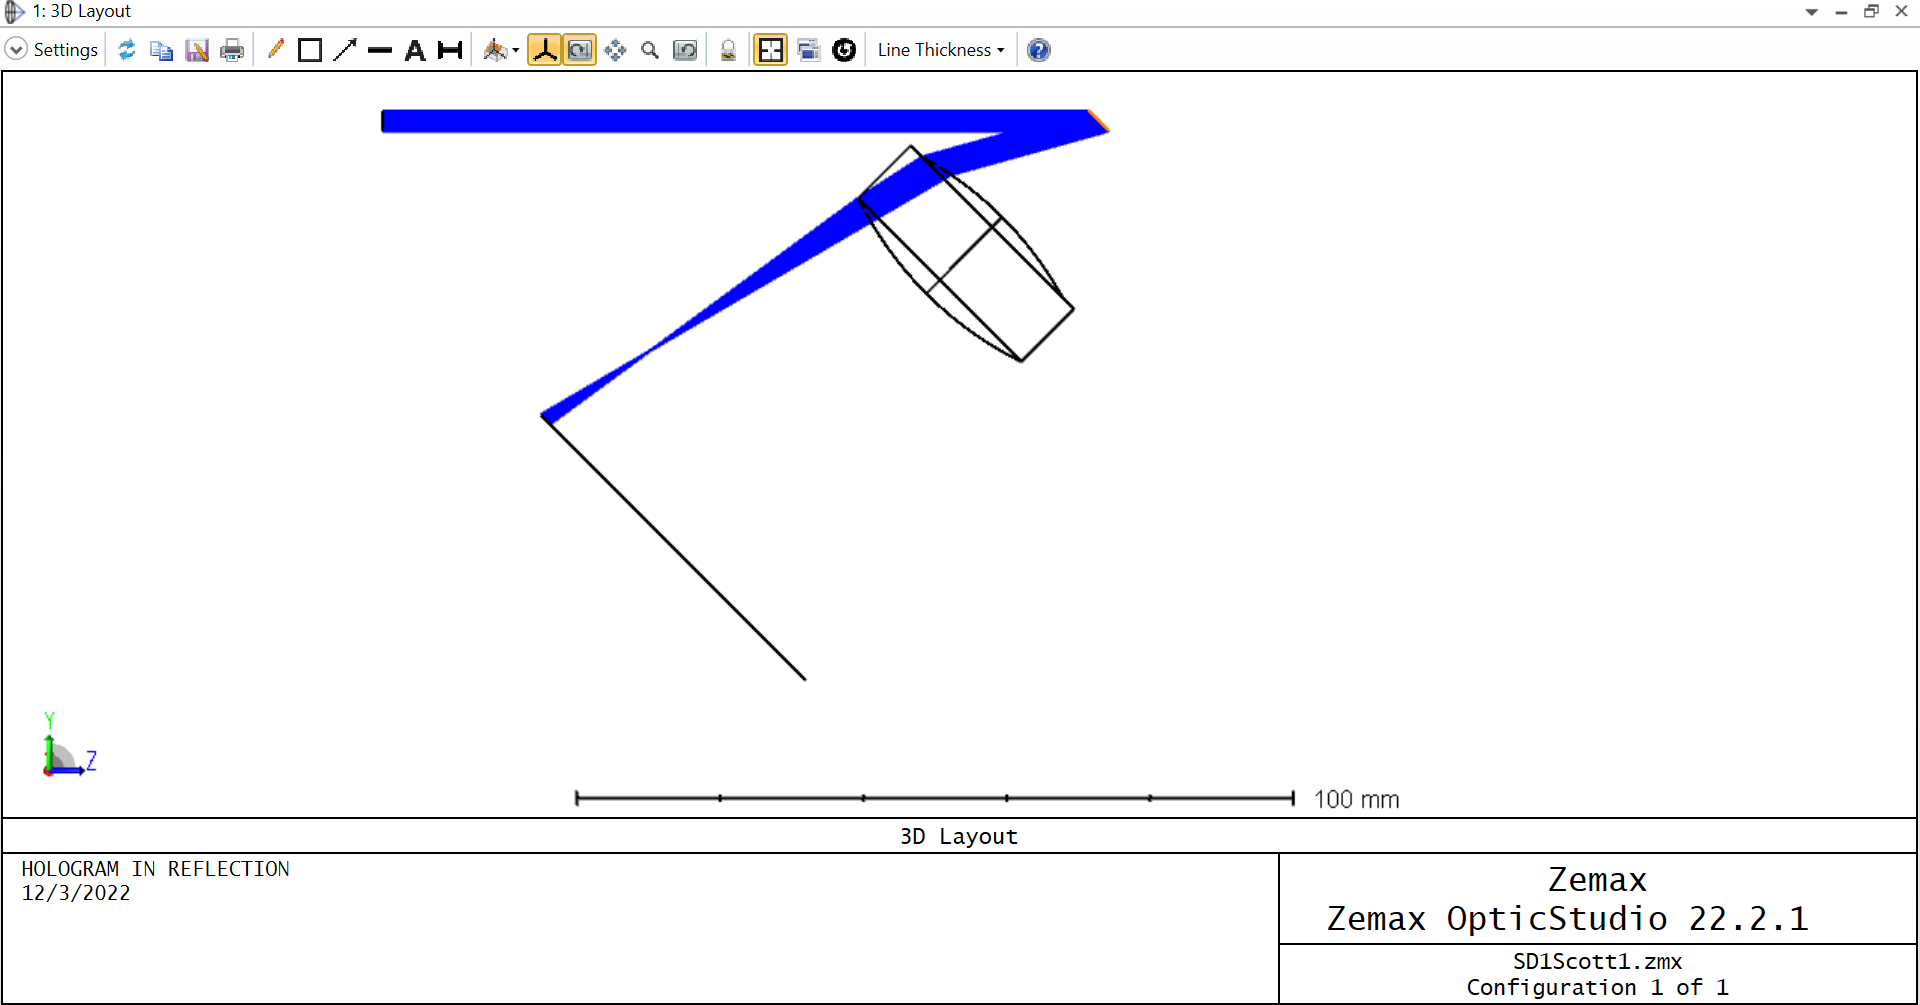 1: 3D Layout
Settings
A
Line Thickness
Y
Z
100 mm
3D Layout
HOLOGRAM IN REFLECTION
12/3/2022
Zemax
Zemax OpticStudio 22.2.1
SD1Scott1.zmx
Configuration 1 of 1